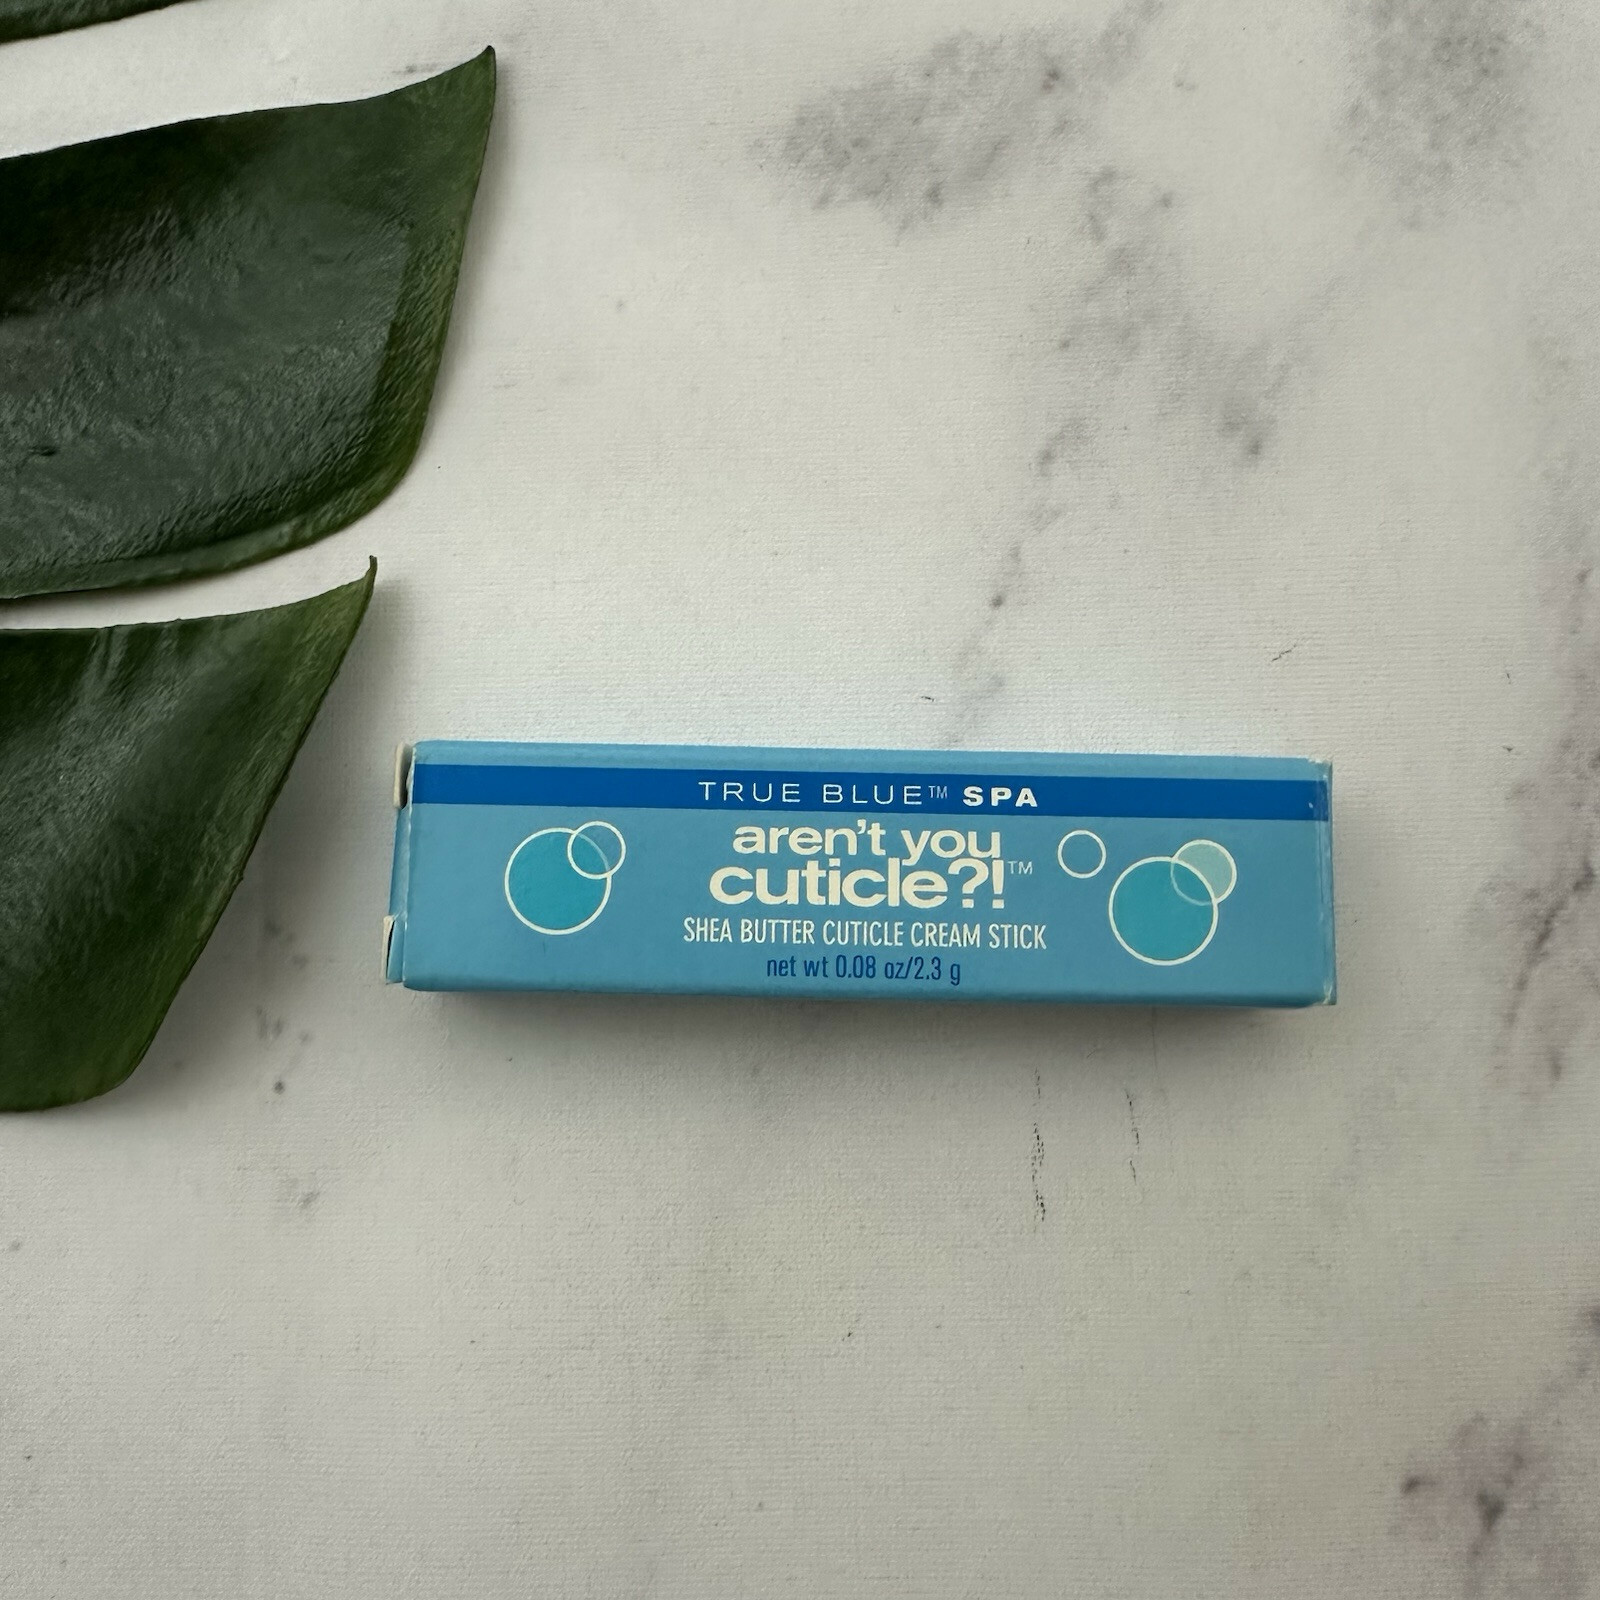 TRUE BLUE™ SPA
aren't you
cuticle?!™
SHEA BUTTER CUTICLE CREAM STICK
net wt 0.08 oz/2.3 g